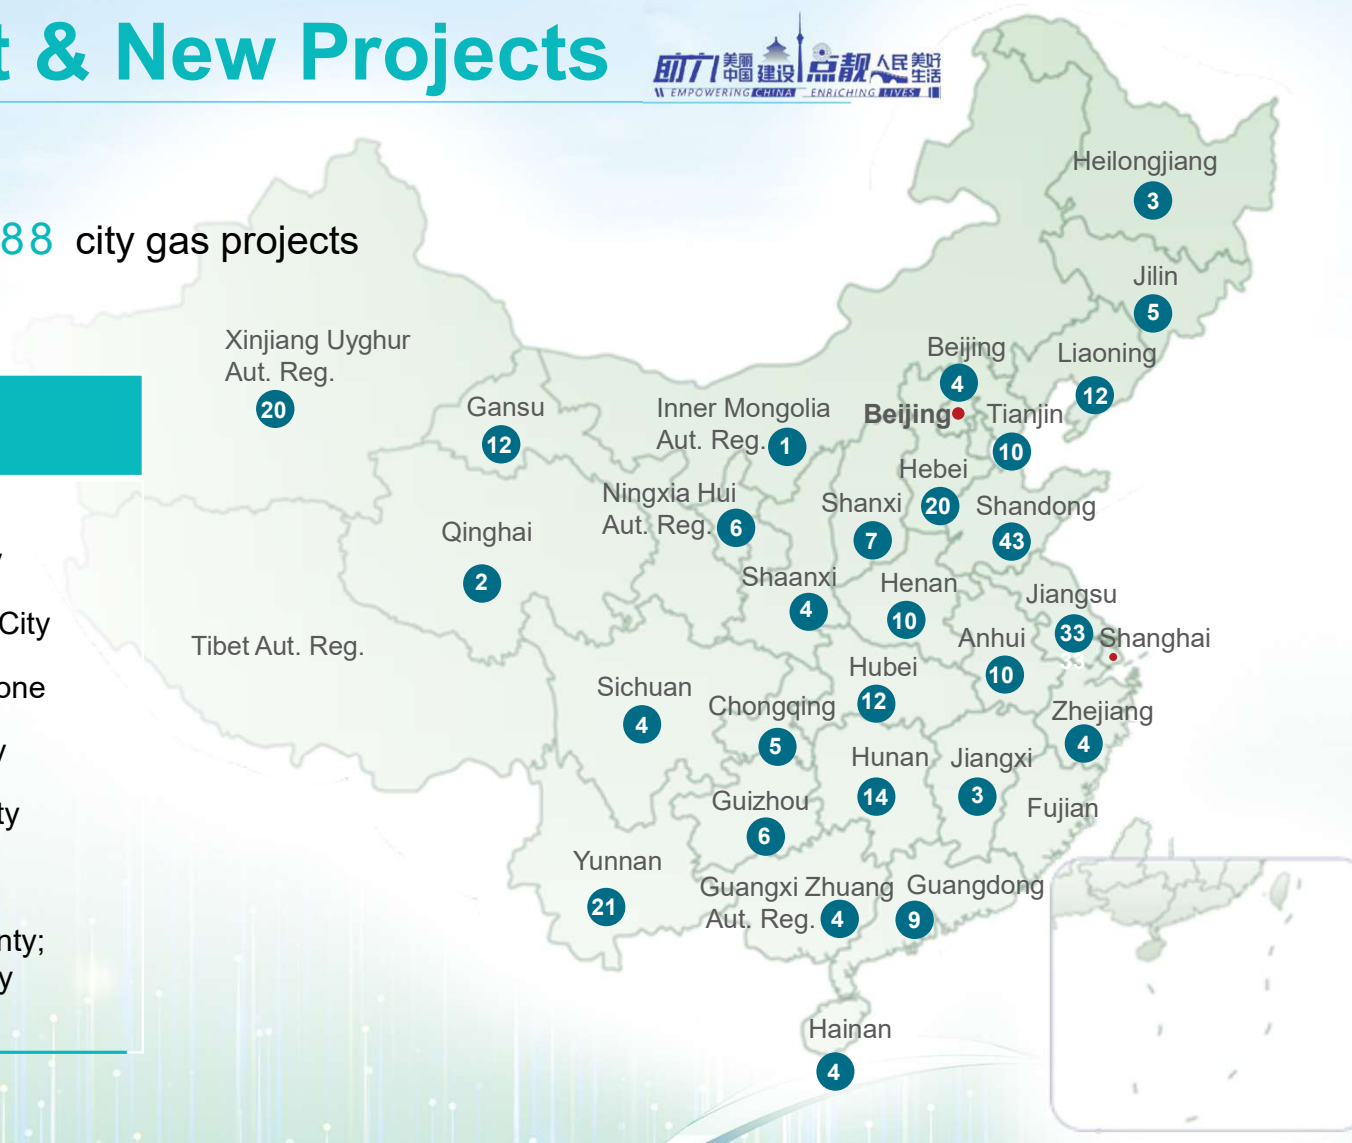 t & New Projects
助力 美丽中国 建设 点靓 人民美好生活
EMPOWERING CHINA ENRICHING LIVES
88 city gas projects
City
one
ty
nty;
y
Heilongjiang
3
Jilin
5
Liaoning
12
Beijing
4
Beijing
Tianjin
10
Hebei
20
Shandong
43
Xinjiang Uyghur
Aut. Reg.
20
Gansu
12
Inner Mongolia
Aut. Reg.
1
Ningxia Hui
Aut. Reg.
6
Shanxi
7
Qinghai
2
Shaanxi
4
Henan
10
Jiangsu
33
33
Shanghai
Anhui
10
Tibet Aut. Reg.
Hubei
12
Sichuan
4
Chongqing
5
Zhejiang
4
Hunan
14
Jiangxi
3
Fujian
Guizhou
6
Yunnan
21
Guangxi Zhuang
Aut. Reg.
4
Guangdong
9
Hainan
4